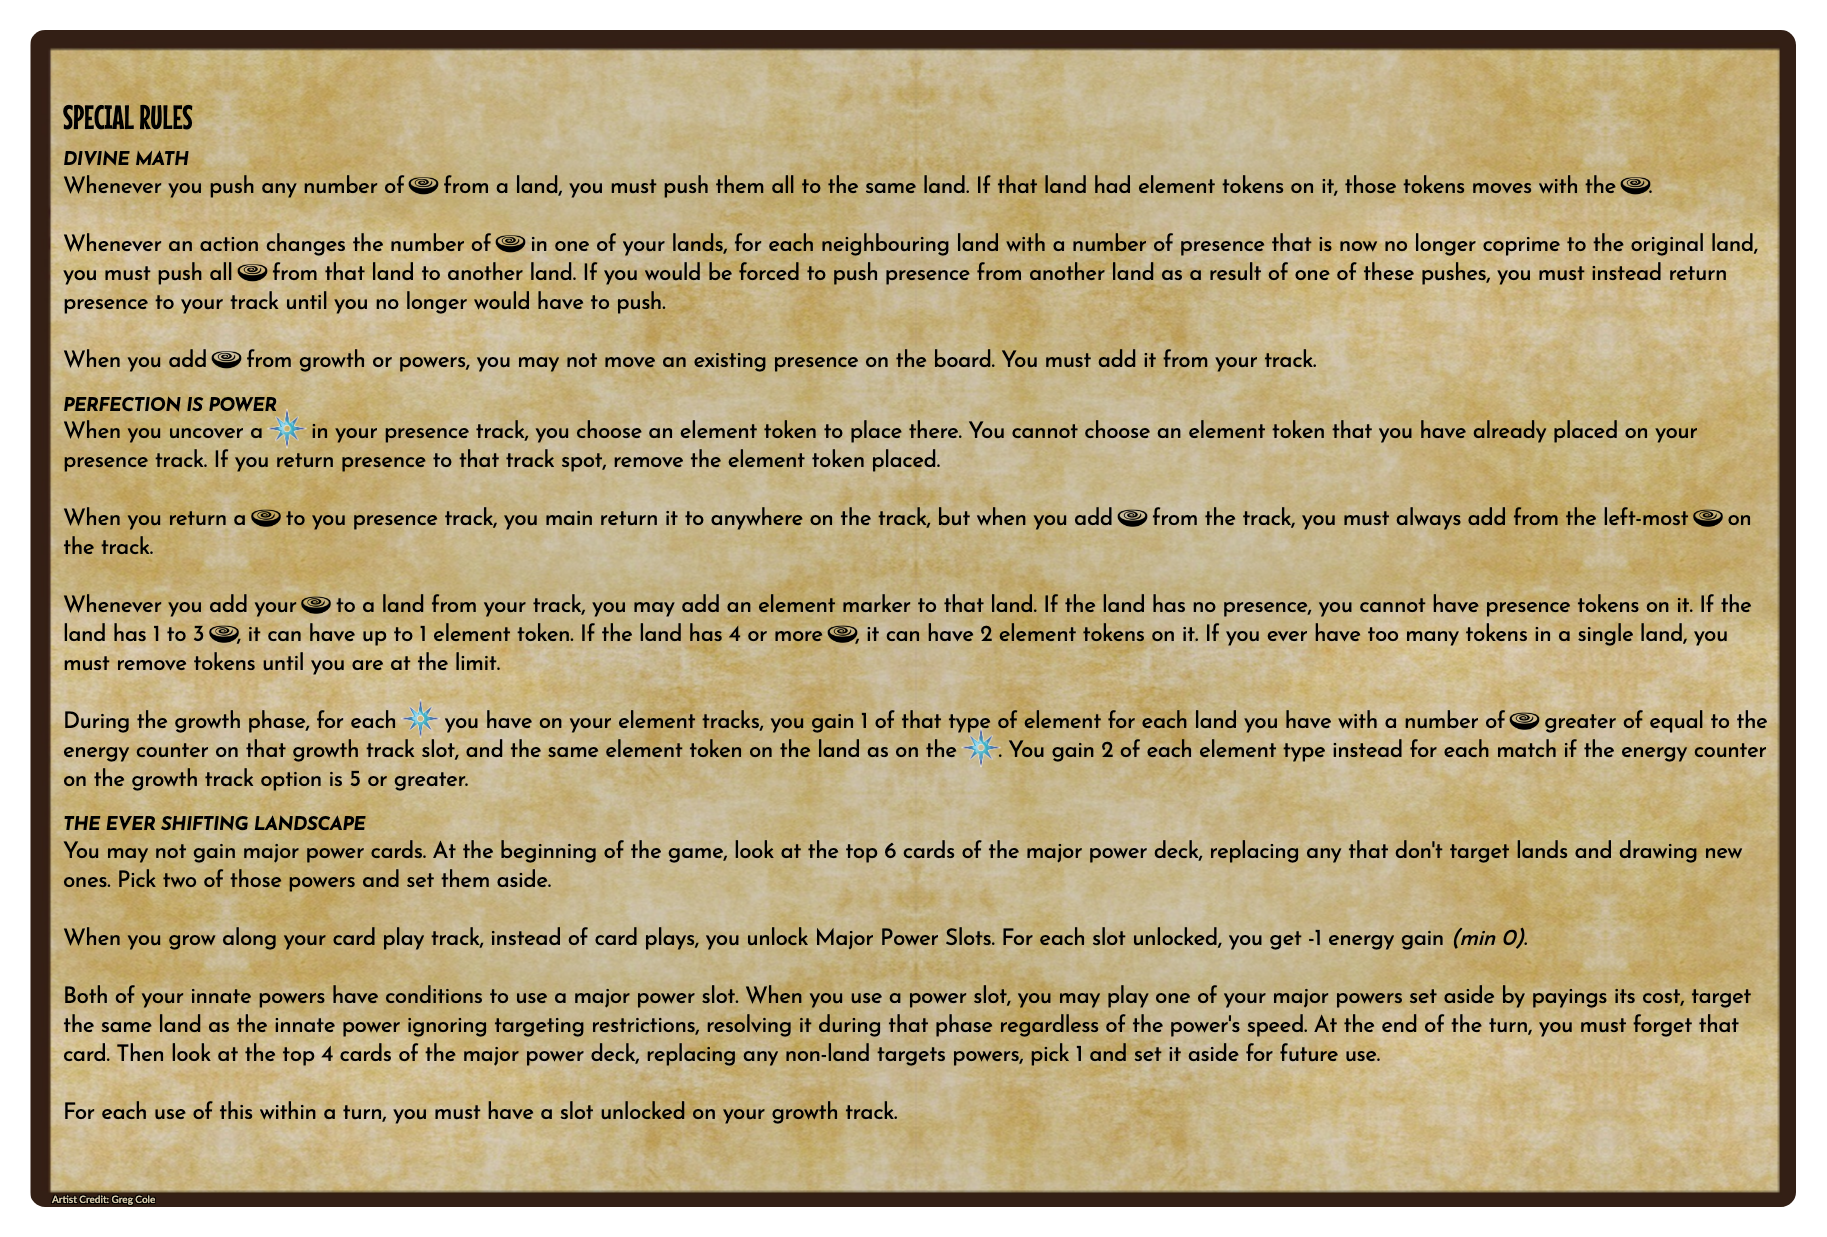 SPECIAL RULES
DIVINE MATH
Whenever you push any number of from a land, you must push them all to the same land. If that land had element tokens on it, those tokens moves with the .
Whenever an action changes the number of in one of your lands, for each neighbouring land with a number of presence that is now no longer coprime to the original land,
you must push all from that land to another land. If you would be forced to push presence from another land as a result of one of these pushes, you must instead return
presence to your track until you no longer would have to push.
When you add from growth or powers, you may not move an existing presence on the board. You must add it from your track.
PERFECTION IS POWER
When you uncover a in your presence track, you choose an element token to place there. You cannot choose an element token that you have already placed on your
presence track. If you return presence to that track spot, remove the element token placed.
When you return a to you presence track, you main return it to anywhere on the track, but when you add from the track, you must always add from the left-most on
the track.
Whenever you add your to a land from your track, you may add an element marker to that land. If the land has no presence, you cannot have presence tokens on it. If the
land has 1 to 3 , it can have up to 1 element token. If the land has 4 or more , it can have 2 element tokens on it. If you ever have too many tokens in a single land, you
must remove tokens until you are at the limit.
During the growth phase, for each you have on your element tracks, you gain 1 of that type of element for each land you have with a number of greater of equal to the
energy counter on that growth track slot, and the same element token on the land as on the . You gain 2 of each element type instead for each match if the energy counter
on the growth track option is 5 or greater.
THE EVER SHIFTING LANDSCAPE
You may not gain major power cards. At the beginning of the game, look at the top 6 cards of the major power deck, replacing any that don't target lands and drawing new
ones. Pick two of those powers and set them aside.
When you grow along your card play track, instead of card plays, you unlock Major Power Slots. For each slot unlocked, you get -1 energy gain (min 0).
Both of your innate powers have conditions to use a major power slot. When you use a power slot, you may play one of your major powers set aside by payings its cost, target
the same land as the innate power ignoring targeting restrictions, resolving it during that phase regardless of the power's speed. At the end of the turn, you must forget that
card. Then look at the top 4 cards of the major power deck, replacing any non-land targets powers, pick 1 and set it aside for future use.
For each use of this within a turn, you must have a slot unlocked on your growth track.
Artist Credit: Greg Cole